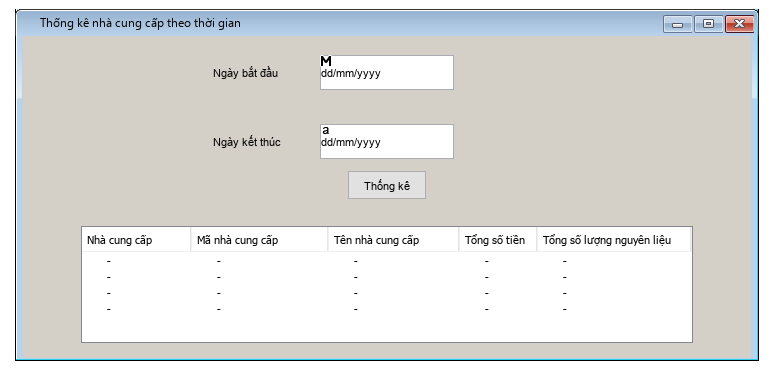 Thống kê nhà cung cấp theo thời gian
M
Ngày bắt đầu dd/mm/yyyy
a
Ngày kết thúc dd/mm/yyyy
Thống kê
Nhà cung cấp Mã nhà cung cấp Tên nhà cung cấp Tổng số tiền Tổng số lượng nguyên liệu
- - - - -
- - - - -
- - - - -
- - - - -